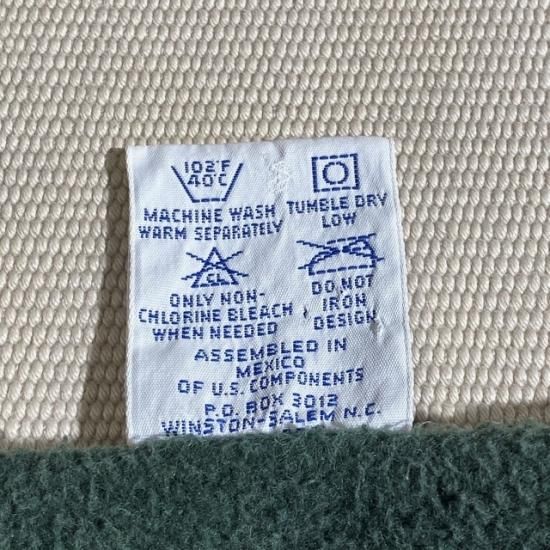 102°F
40°C
MACHINE WASH
WARM SEPARATELY
TUMBLE DRY
LOW
CL
ONLY NON-
CHLORINE BLEACH
WHEN NEEDED
DO NOT
IRON
DESIGN
ASSEMBLED IN
MEXICO
OF U.S. COMPONENTS
P.O. BOX 3013
WINSTON-SALEM N.C.